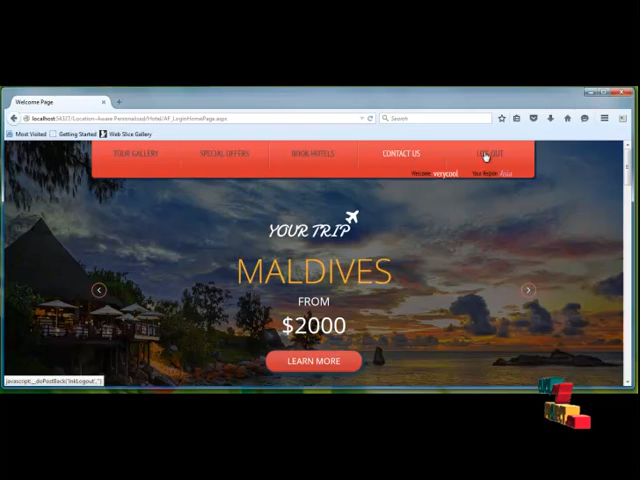 Welcome Page
localhost:54327/Location-Aware Personalized/Hotel/AF_LoginHomePage.aspx
Search
Most Visited Getting Started Web Slice Gallery
TOUR GALLERY SPECIAL OFFERS BOOK HOTELS CONTACT US LOG OUT
Welcome verycool Your Region Asia
YOUR TRIP
MALDIVES
FROM
$2000
LEARN MORE
javascript:__doPostBack('lnkLogout','')